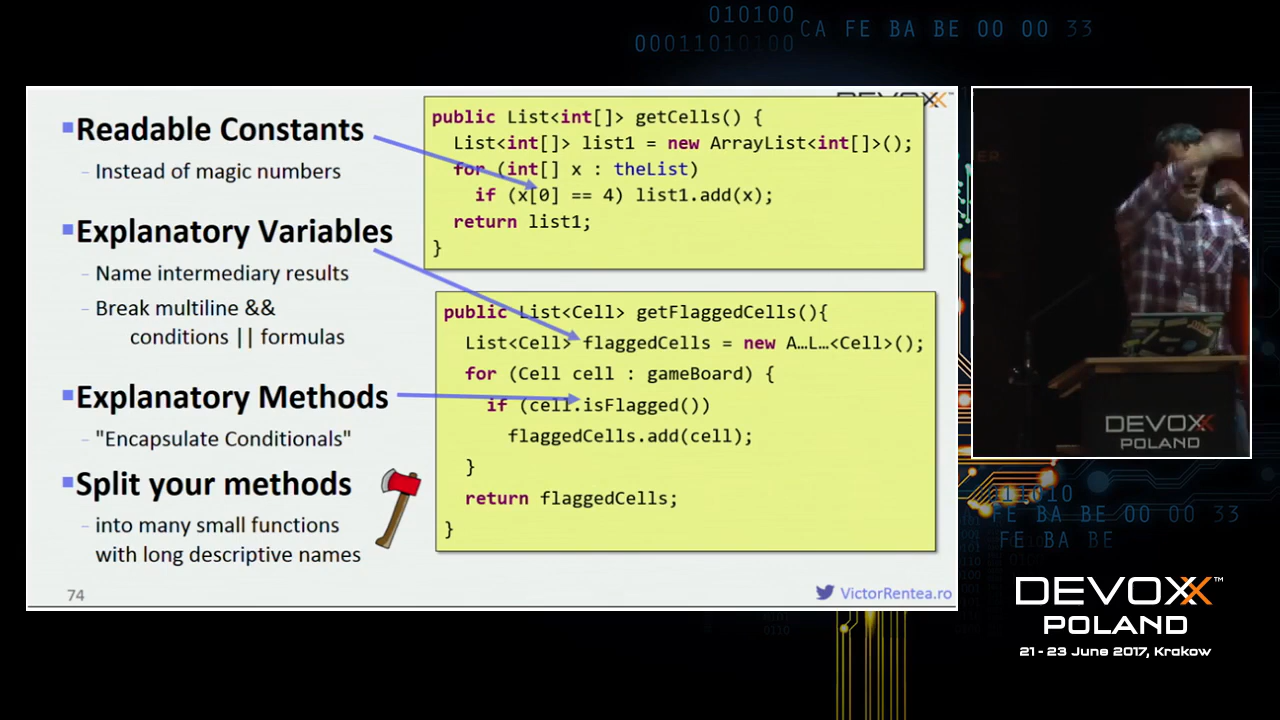 010100
00011010100
CA FE BA BE 00 00 33
Readable Constants
- Instead of magic numbers
Explanatory Variables
- Name intermediary results
- Break multiline &&
conditions || formulas
Explanatory Methods
- "Encapsulate Conditionals"
Split your methods
- into many small functions
with long descriptive names
74
public List<int[]> getCells() {
List<int[]> list1 = new ArrayList<int[]>();
for (int[] x : theList)
if (x[0] == 4) list1.add(x);
return list1;
}
public List<Cell> getFlaggedCells(){
List<Cell> flaggedCells = new A…L…<Cell>();
for (Cell cell : gameBoard) {
if (cell.isFlagged())
flaggedCells.add(cell);
}
return flaggedCells;
}
VictorRentea.ro
DEVOXX
POLAND
FE BA BE 00 00 33
FE BA BE
DEVOXX™
POLAND
21 - 23 June 2017, Krakow